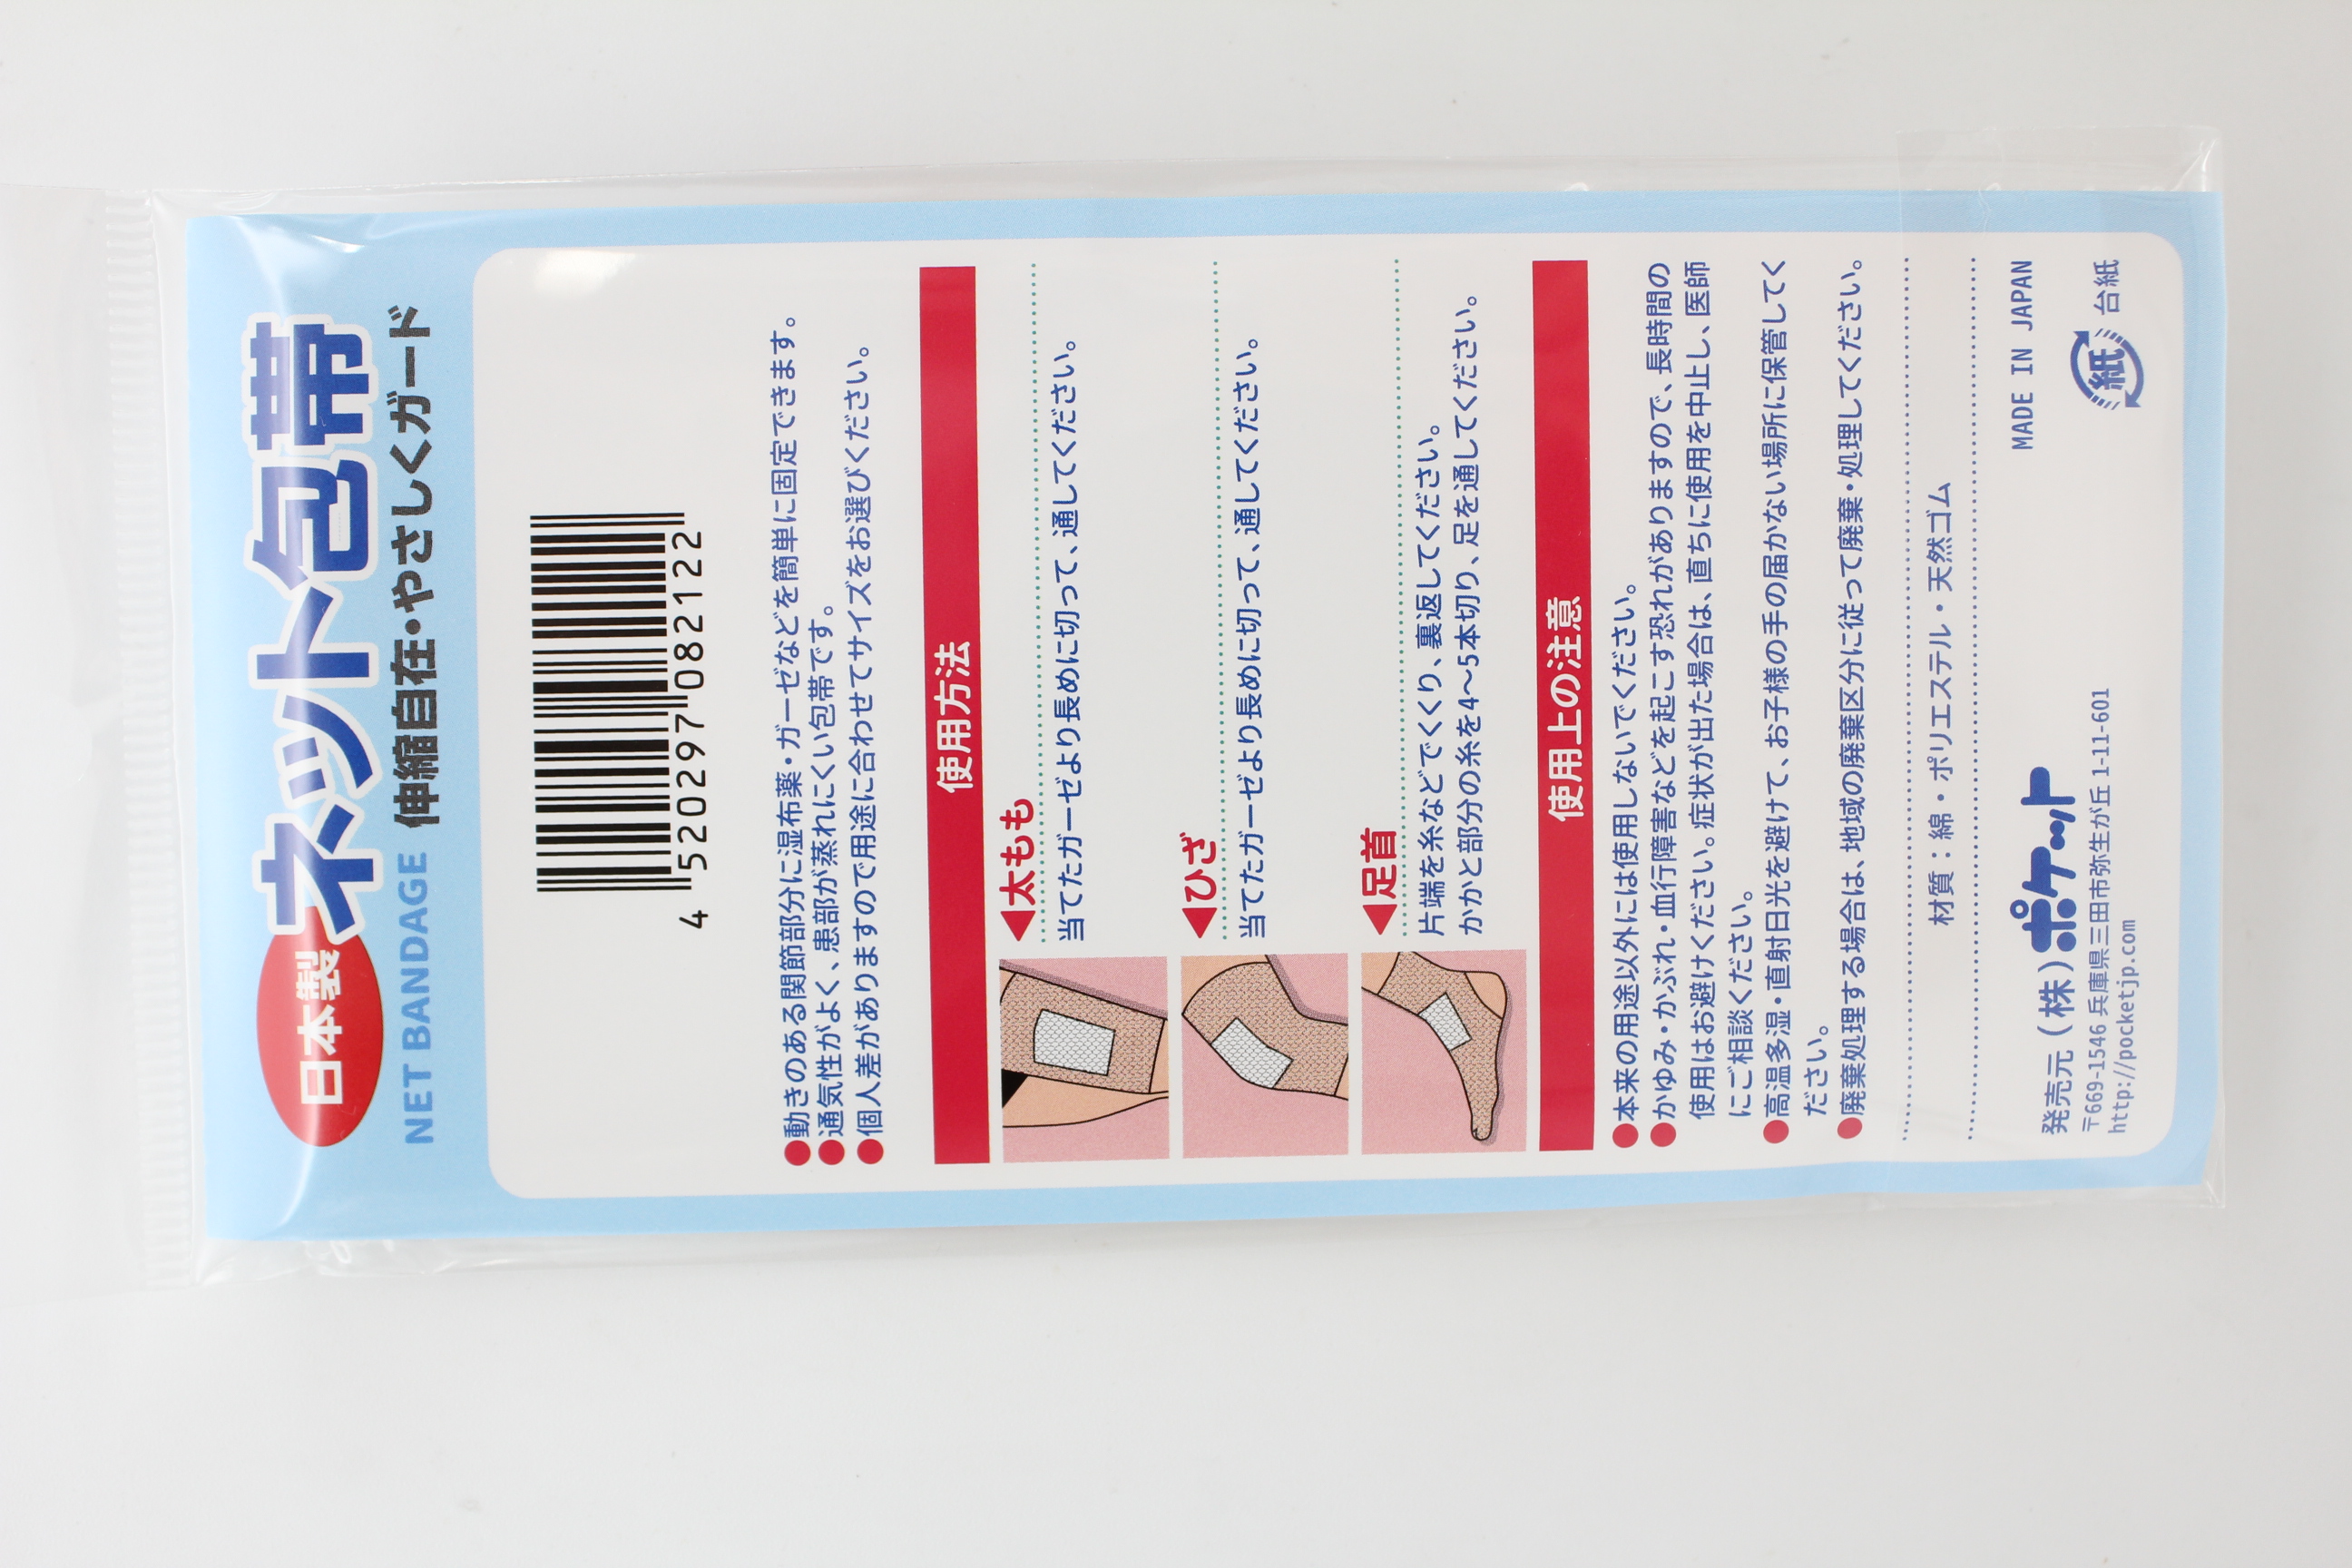 日本製
ネット包帯
NET BANDAGE 伸縮自在・やさしくガード
4 520297 082122
●動きのある関節部分に湿布薬・ガーゼなどを簡単に固定できます。
●通気性がよく、患部が蒸れにくい包帯です。
●個人差がありますので用途に合わせてサイズをお選びください。
使用方法
◀太もも
当てたガーゼより長めに切って、通してください。
◀ひざ
当てたガーゼより長めに切って、通してください。
◀足首
片端を糸などでくくり、裏返してください。
かかと部分の糸を4〜5本切り、足を通してください。
使用上の注意
●本来の用途以外には使用しないでください。
●かゆみ・かぶれ・血行障害などを起こす恐れがありますので、長時間の
使用はお避けください。症状が出た場合は、直ちに使用を中止し、医師
にご相談ください。
●高温多湿・直射日光を避けて、お子様の手の届かない場所に保管してく
ださい。
●廃棄処理する場合は、地域の廃棄区分に従って廃棄・処理してください。
材質：綿・ポリエステル・天然ゴム
MADE IN JAPAN
発売元（株）ポケット
〒669-1546 兵庫県三田市弥生が丘 1-11-601
http://pocketjp.com
紙 台紙